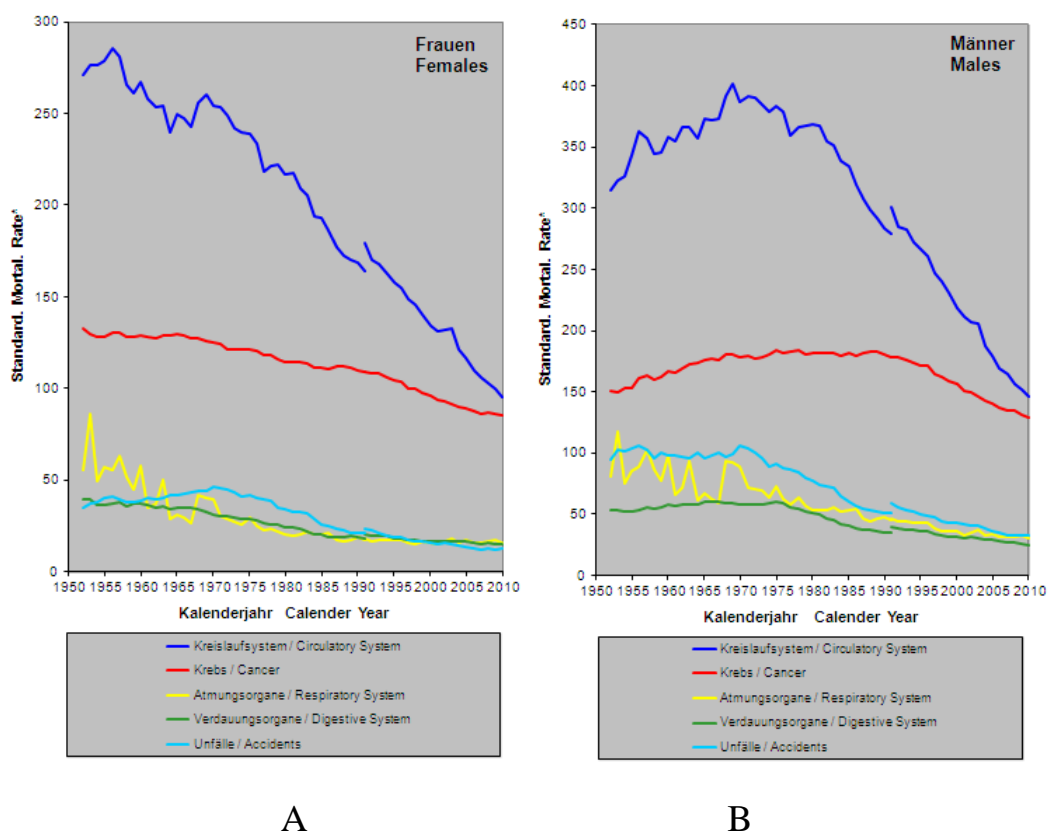 300
250
200
150
100
50
0
Standard. Mortal. Rate*
Frauen
Females
1950 1955 1960 1965 1970 1975 1980 1985 1990 1995 2000 2005 2010
Kalenderjahr Calender Year
Kreislaufsystem / Circulatory System
Krebs / Cancer
Atmungsorgane / Respiratory System
Verdauungsorgane / Digestive System
Unfälle / Accidents
A
450
400
350
300
250
200
150
100
50
0
Standard. Mortal. Rate*
Männer
Males
1950 1955 1960 1965 1970 1975 1980 1985 1990 1995 2000 2005 2010
Kalenderjahr Calender Year
Kreislaufsystem / Circulatory System
Krebs / Cancer
Atmungsorgane / Respiratory System
Verdauungsorgane / Digestive System
Unfälle / Accidents
B